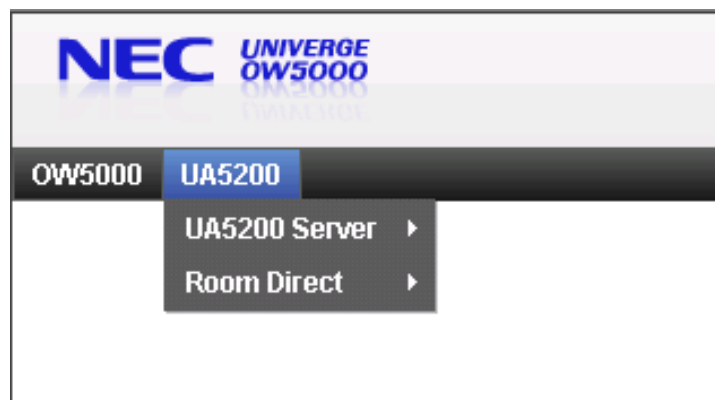 NEC UNIVERGE
OW5000
OW5000 UA5200
UA5200 Server
Room Direct